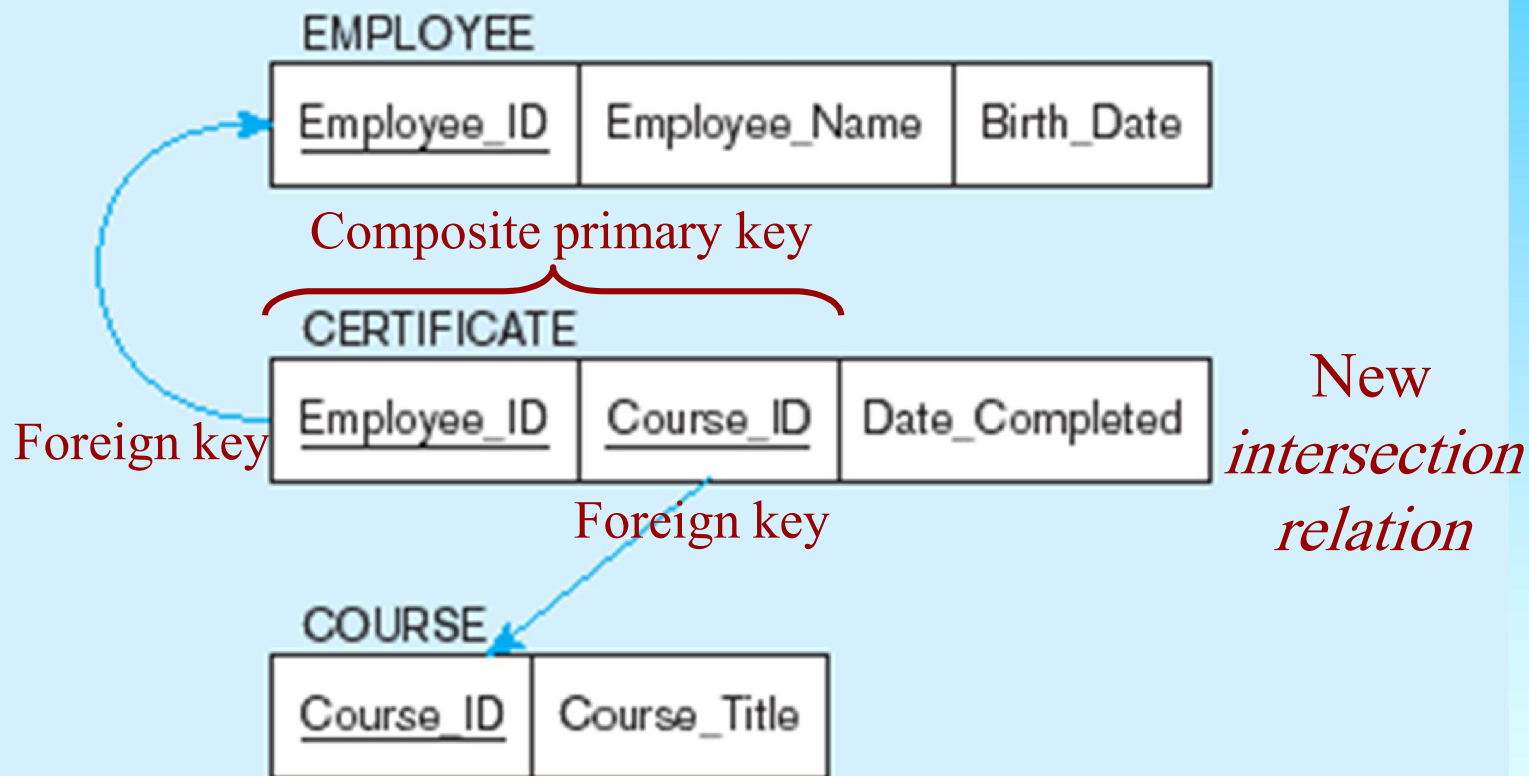 EMPLOYEE
Employee_ID Employee_Name Birth_Date
Composite primary key
CERTIFICATE
Employee_ID Course_ID Date_Completed
Foreign key
Foreign key
New
intersection
relation
COURSE
Course_ID Course_Title